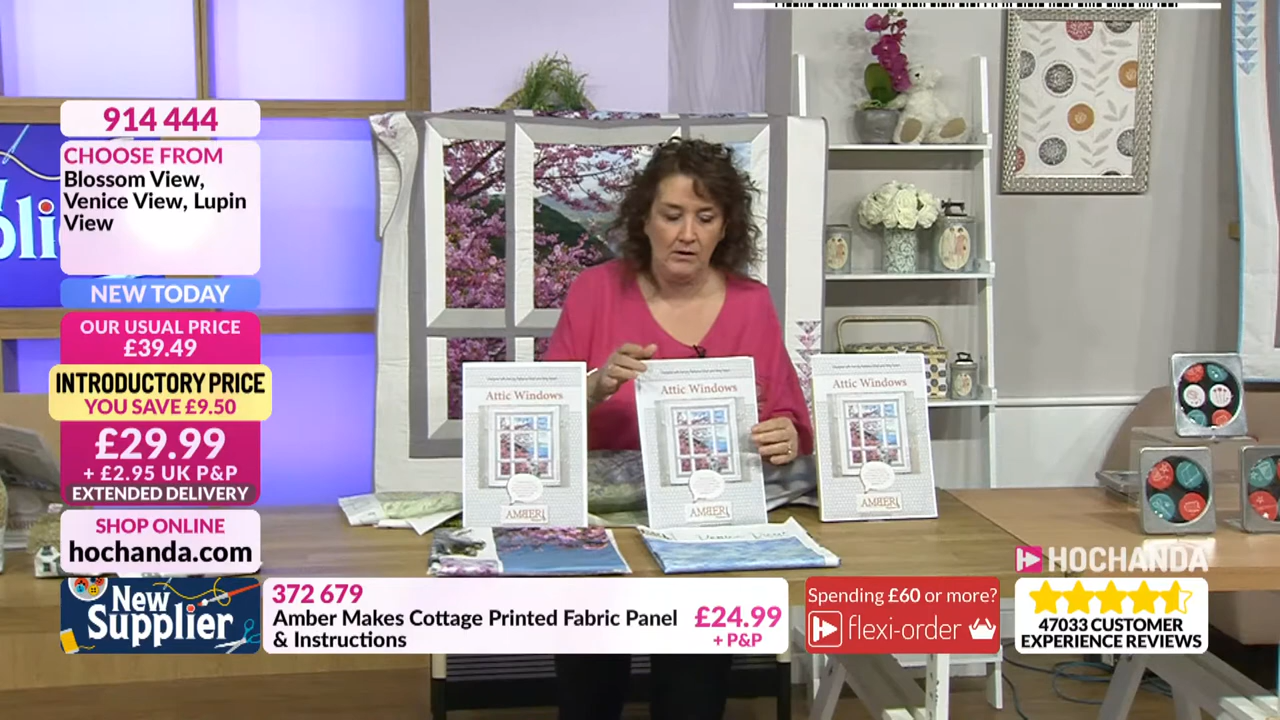 914 444
CHOOSE FROM
Blossom View,
Venice View, Lupin
View
NEW TODAY
OUR USUAL PRICE
£39.49
INTRODUCTORY PRICE
YOU SAVE £9.50
£29.99
+ £2.95 UK P&P
EXTENDED DELIVERY
SHOP ONLINE
hochanda.com
Attic Windows
Attic Windows
Attic Windows
AMBER
AMBER
AMBER
Venice View
HOCHANDA
New
Supplier
372 679
Amber Makes Cottage Printed Fabric Panel
& Instructions
£24.99
+ P&P
Spending £60 or more?
flexi-order
47033 CUSTOMER
EXPERIENCE REVIEWS